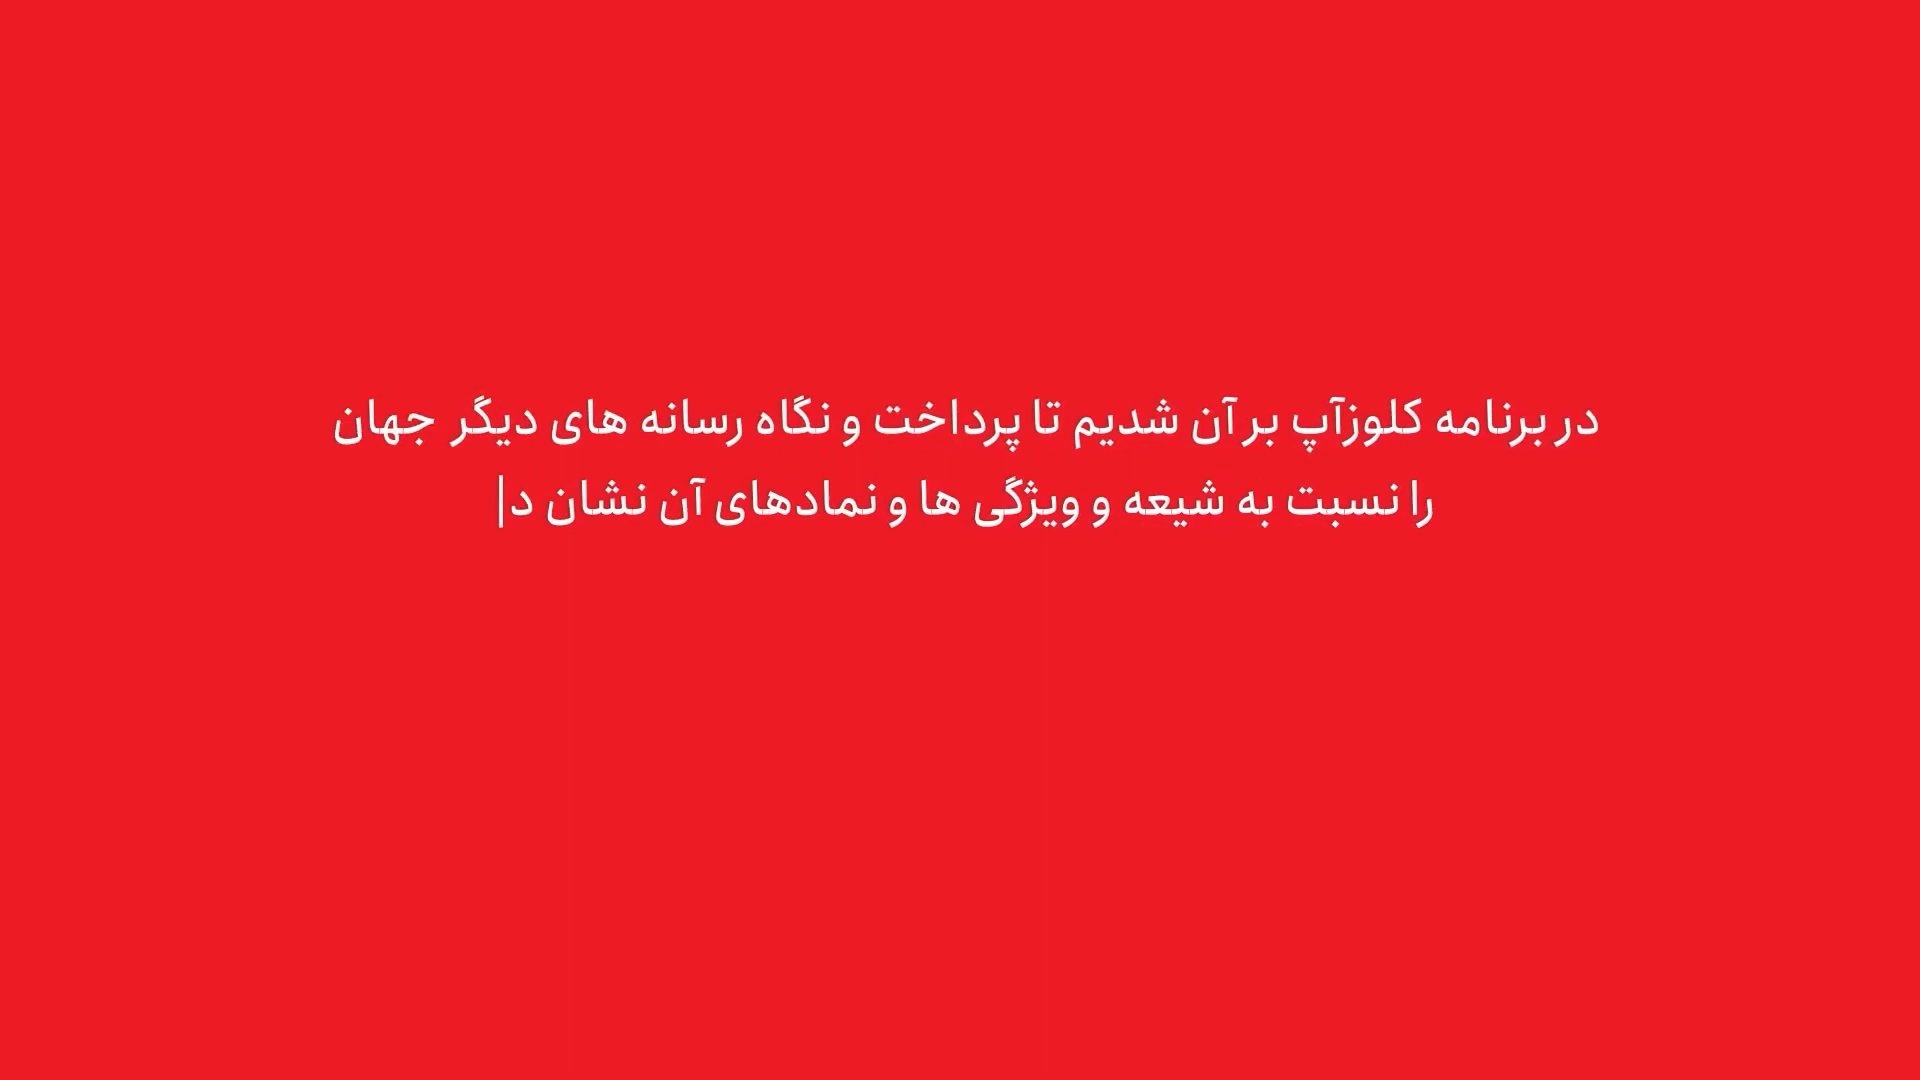 در برنامه کلوزآپ بر آن شدیم تا پرداخت و نگاه رسانه های دیگر جهان
را نسبت به شیعه و ویژگی ها و نمادهای آن نشان د|